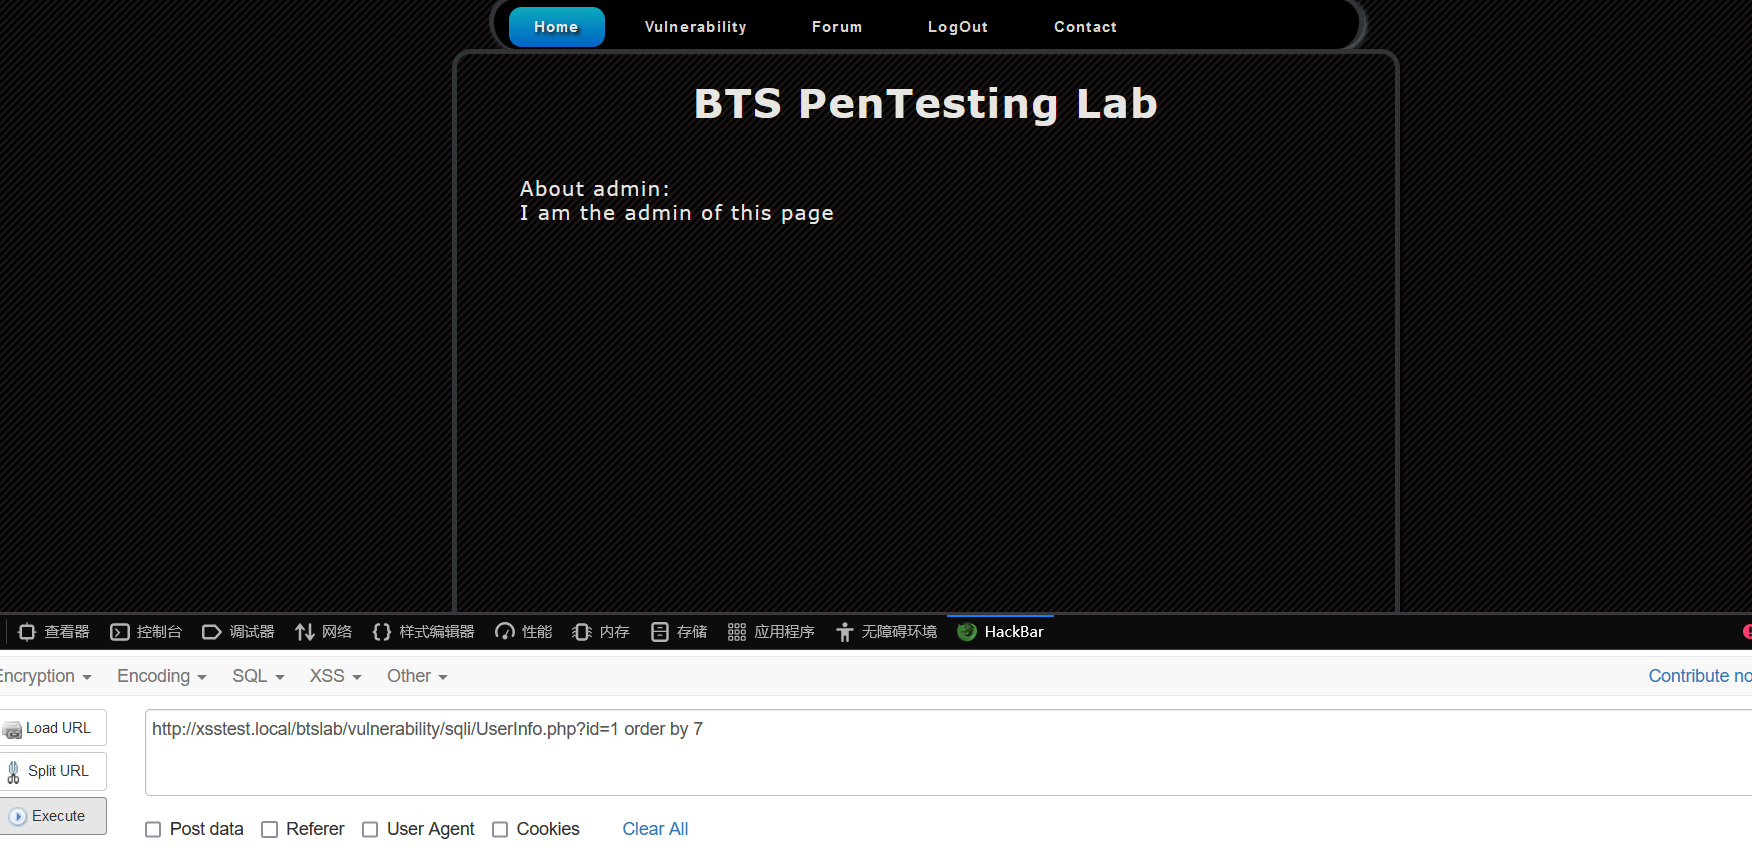 Home Vulnerability Forum LogOut Contact
BTS PenTesting Lab
About admin:
I am the admin of this page
查看器 控制台 调试器 网络 样式编辑器 性能 内存 存储 应用程序 无障碍环境 HackBar
Encryption Encoding SQL XSS Other Contribute no
Load URL
http://xsstest.local/btslab/vulnerability/sqli/UserInfo.php?id=1 order by 7
Split URL
Execute
Post data Referer User Agent Cookies Clear All